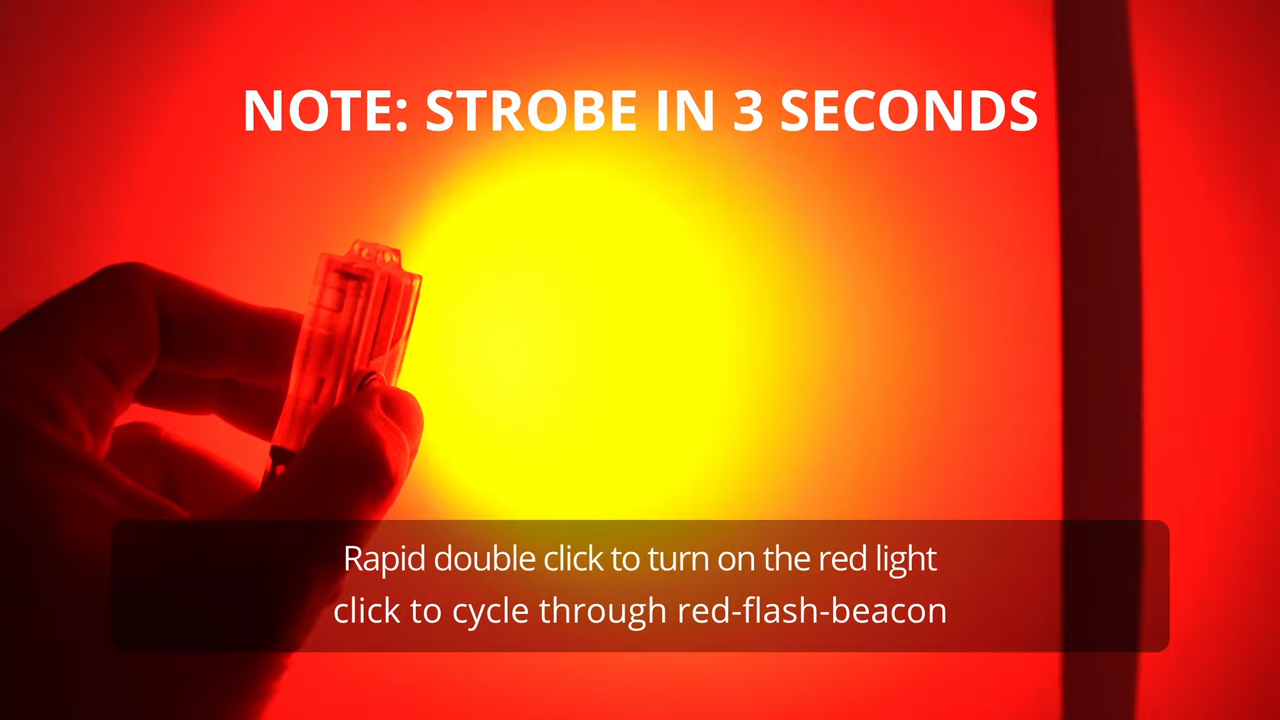 NOTE: STROBE IN 3 SECONDS
Rapid double click to turn on the red light
click to cycle through red-flash-beacon